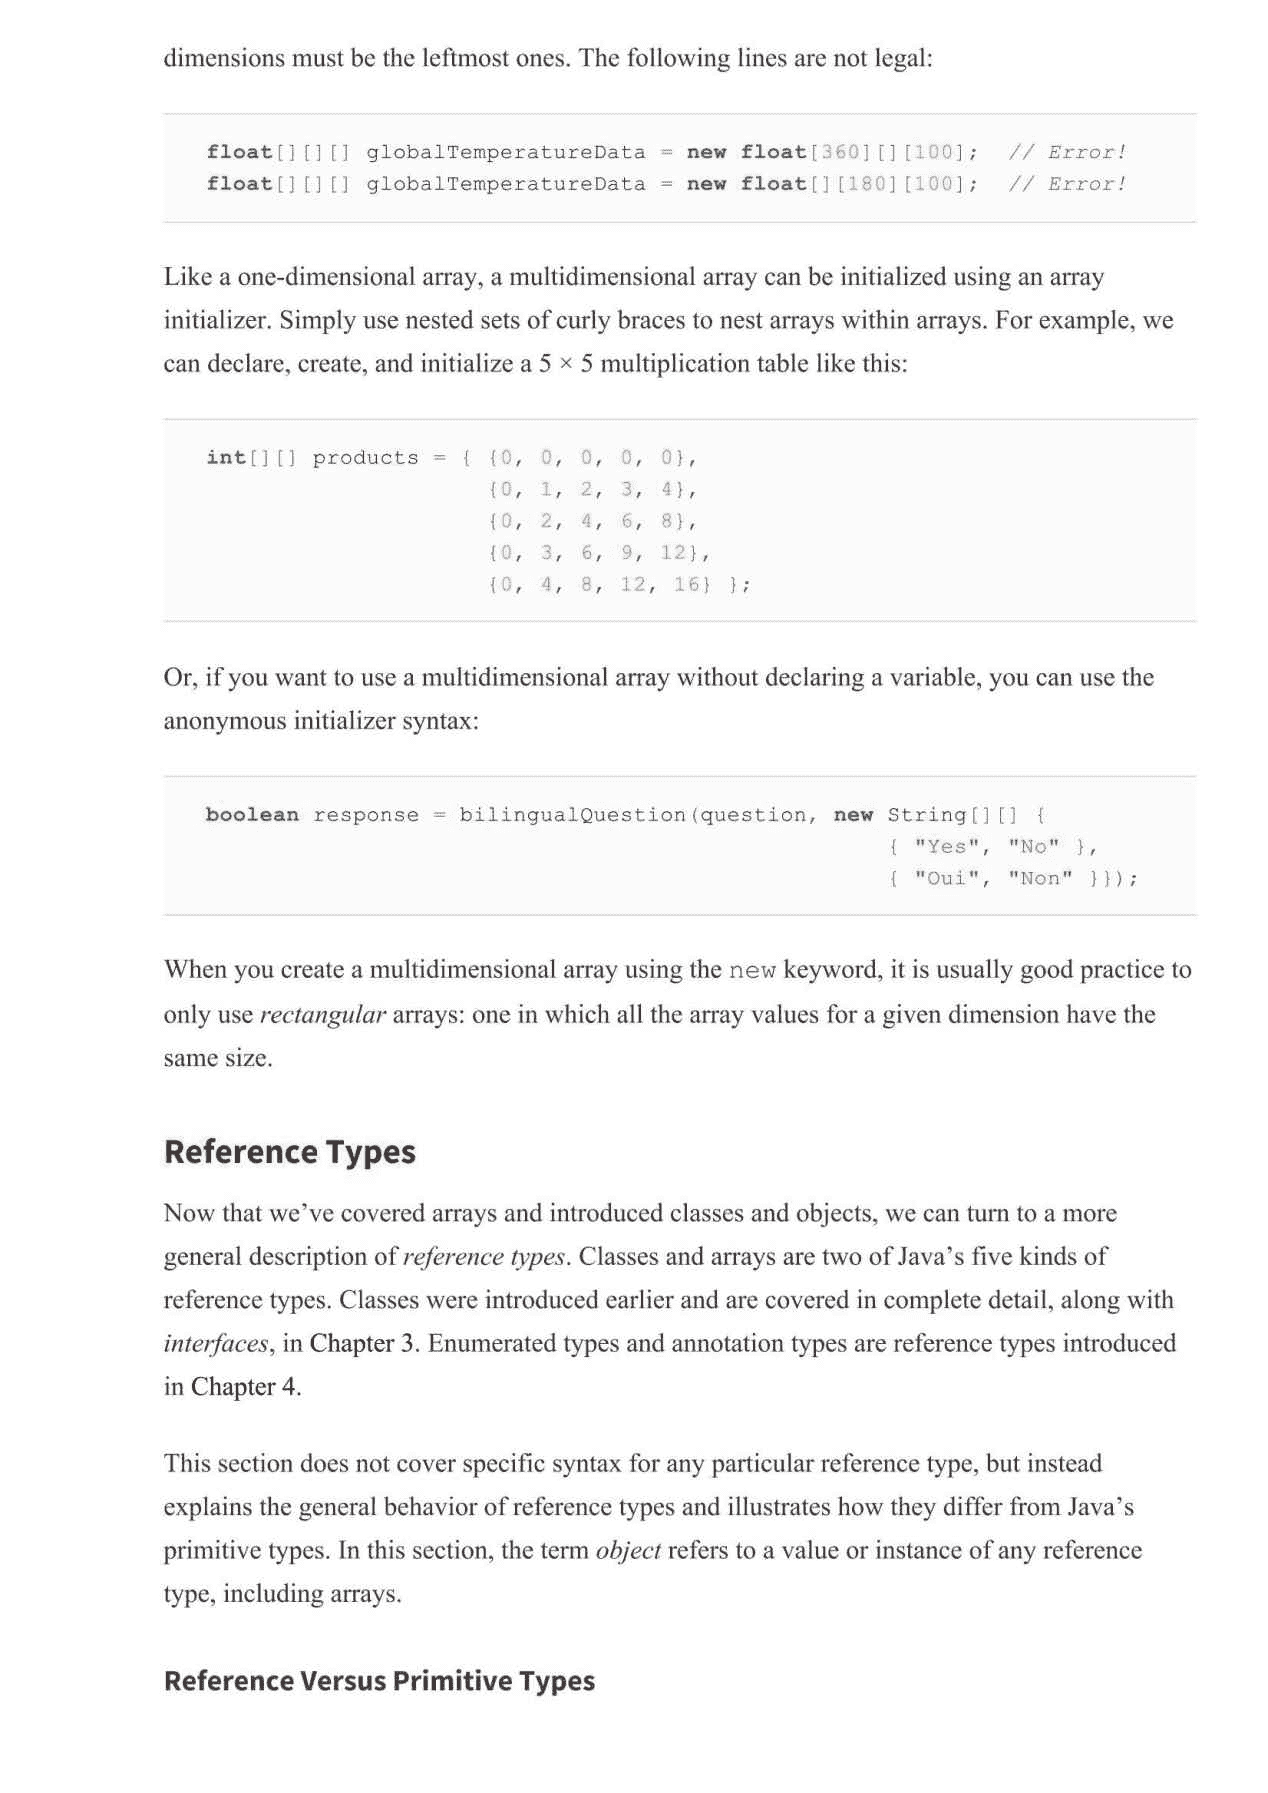 dimensions must be the leftmost ones. The following lines are not legal:
float[][][] globalTemperatureData = new float[360][][100];  // Error!
float[][][] globalTemperatureData = new float[][180][100];  // Error!
Like a one-dimensional array, a multidimensional array can be initialized using an array
initializer. Simply use nested sets of curly braces to nest arrays within arrays. For example, we
can declare, create, and initialize a 5 × 5 multiplication table like this:
int[][] products = { {0, 0, 0, 0, 0},
{0, 1, 2, 3, 4},
{0, 2, 4, 6, 8},
{0, 3, 6, 9, 12},
{0, 4, 8, 12, 16} };
Or, if you want to use a multidimensional array without declaring a variable, you can use the
anonymous initializer syntax:
boolean response = bilingualQuestion(question, new String[][] {
{ "Yes", "No" },
{ "Oui", "Non" }});
When you create a multidimensional array using the new keyword, it is usually good practice to
only use rectangular arrays: one in which all the array values for a given dimension have the
same size.
Reference Types
Now that we’ve covered arrays and introduced classes and objects, we can turn to a more
general description of reference types. Classes and arrays are two of Java’s five kinds of
reference types. Classes were introduced earlier and are covered in complete detail, along with
interfaces, in Chapter 3. Enumerated types and annotation types are reference types introduced
in Chapter 4.
This section does not cover specific syntax for any particular reference type, but instead
explains the general behavior of reference types and illustrates how they differ from Java’s
primitive types. In this section, the term object refers to a value or instance of any reference
type, including arrays.
Reference Versus Primitive Types